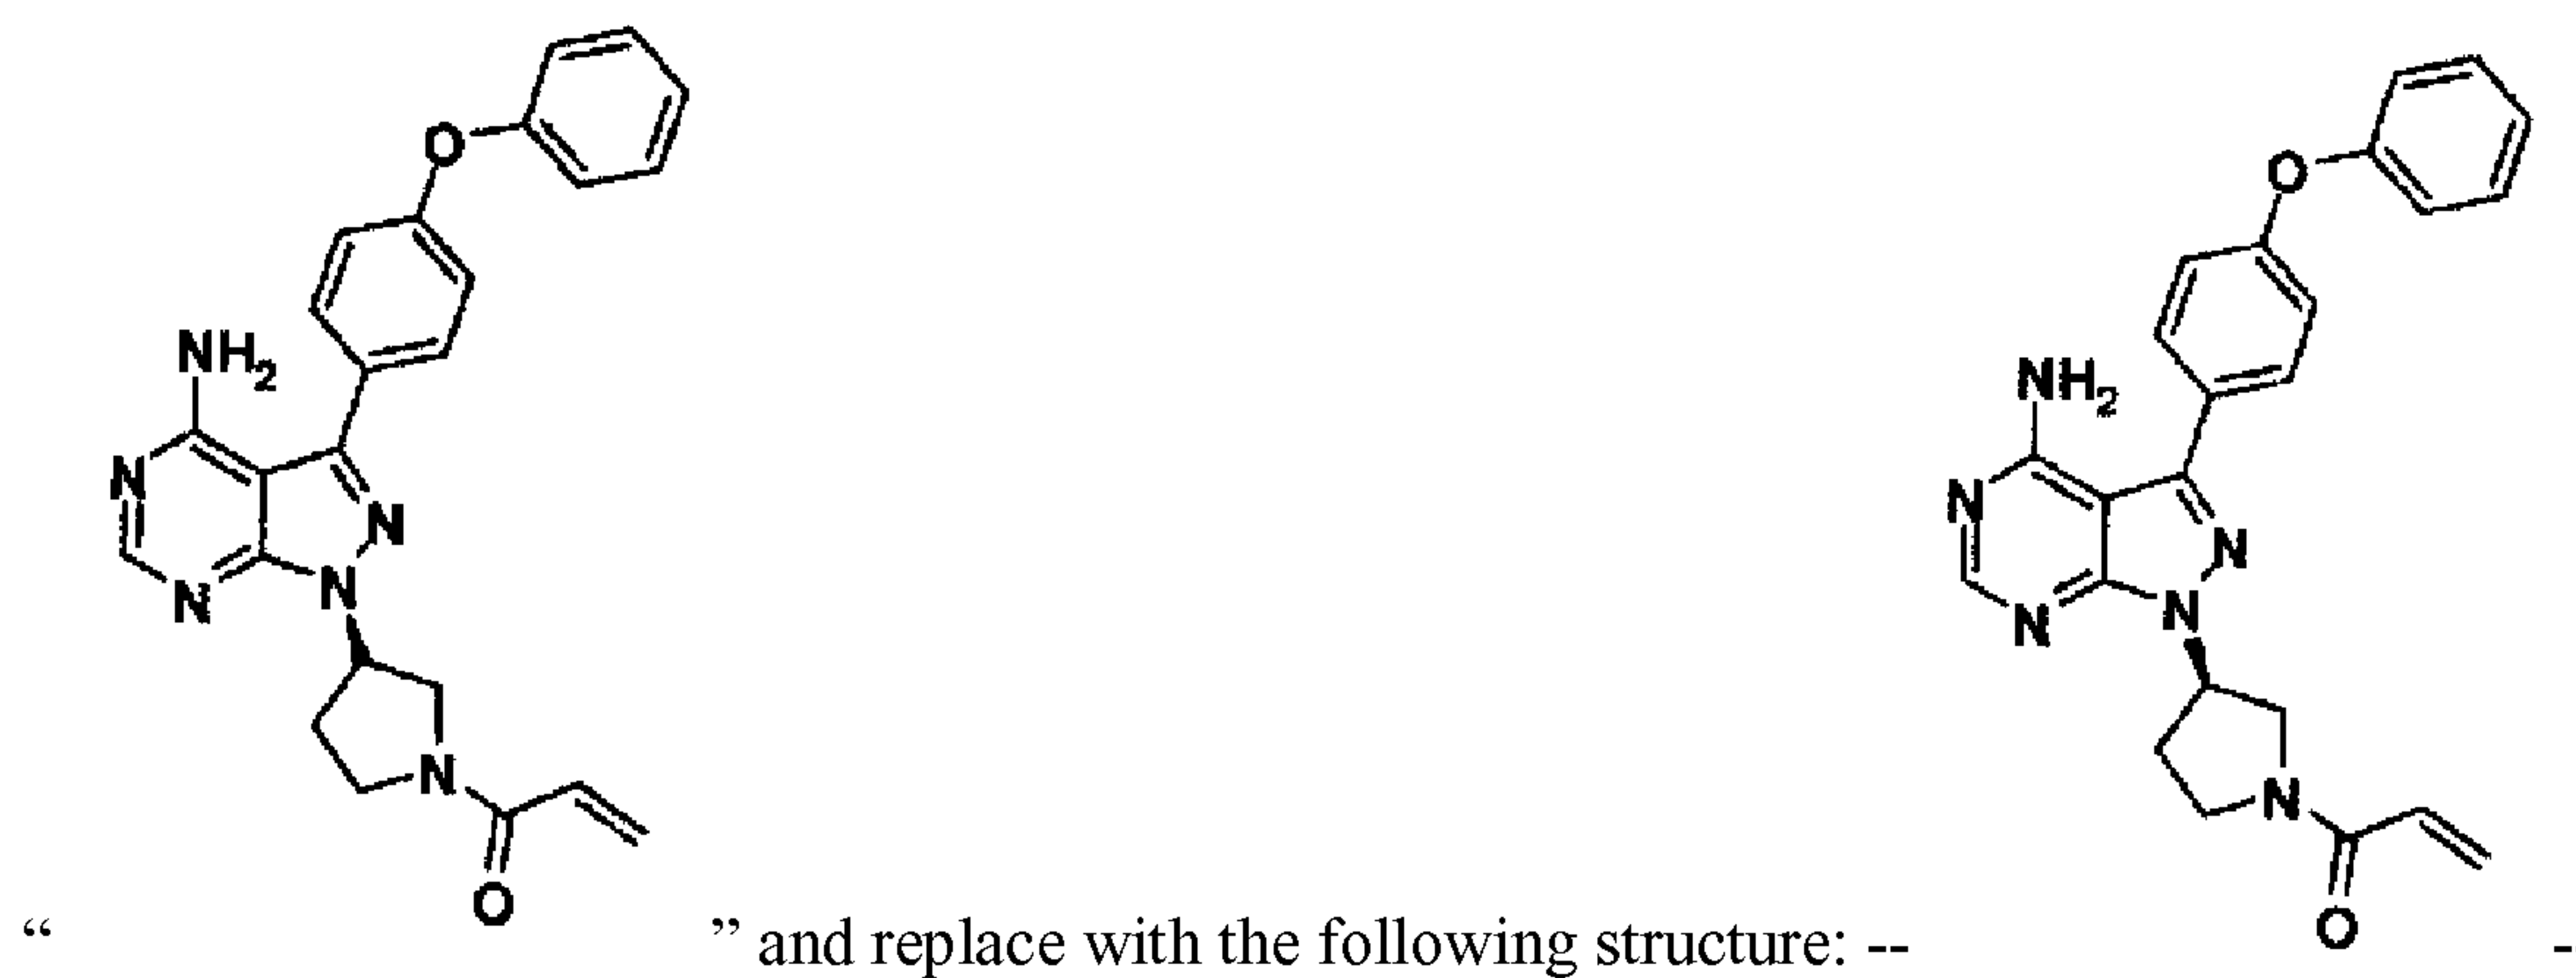 O
O
NH2
NH2
N
N
N
N
N
N
N
N
N
N
O
O
“ ” and replace with the following structure: -- -